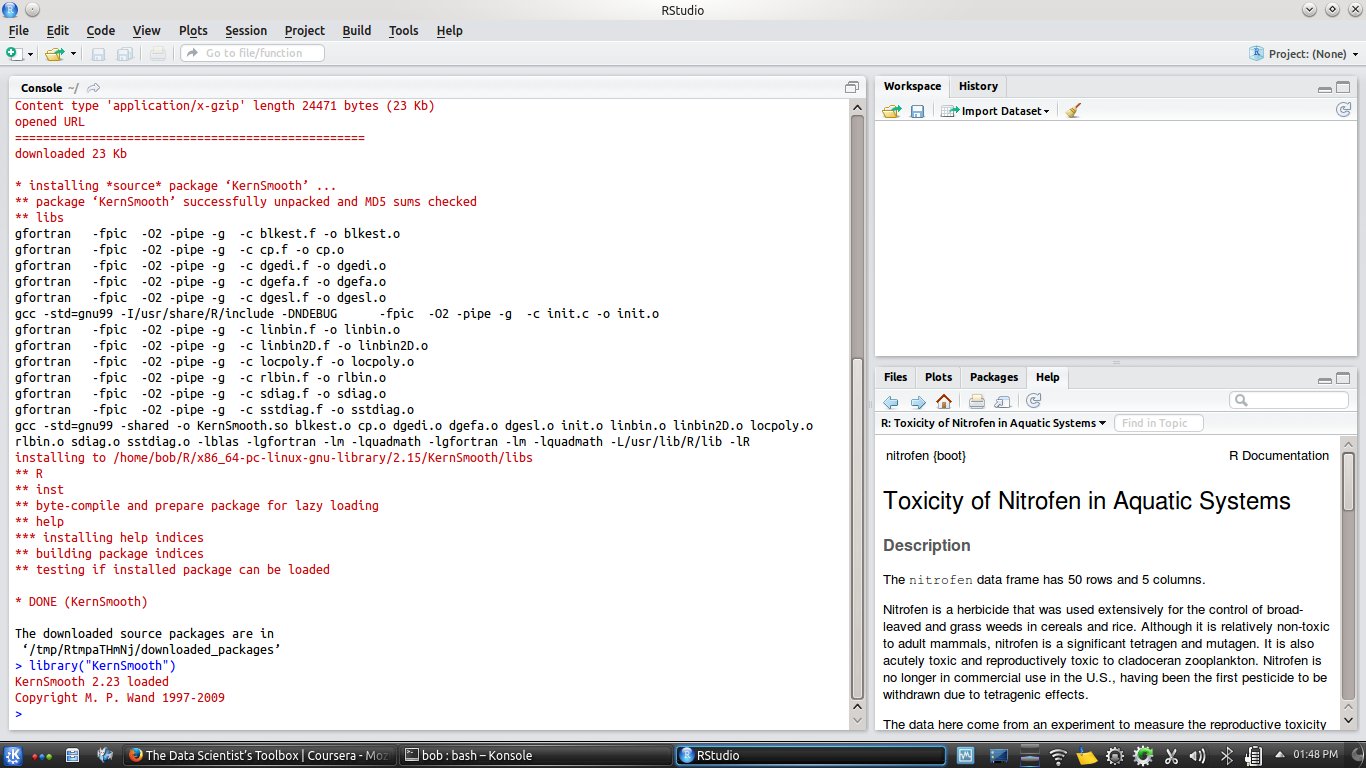 RStudio
File Edit Code View Plots Session Project Build Tools Help
Go to file/function
Project: (None)
Console ~/
Content type 'application/x-gzip' length 24471 bytes (23 Kb)
opened URL
==================================================
downloaded 23 Kb
* installing *source* package ‘KernSmooth’ ...
** package ‘KernSmooth’ successfully unpacked and MD5 sums checked
** libs
gfortran   -fpic  -O2 -pipe -g  -c blkest.f -o blkest.o
gfortran   -fpic  -O2 -pipe -g  -c cp.f -o cp.o
gfortran   -fpic  -O2 -pipe -g  -c dgedi.f -o dgedi.o
gfortran   -fpic  -O2 -pipe -g  -c dgefa.f -o dgefa.o
gfortran   -fpic  -O2 -pipe -g  -c dgesl.f -o dgesl.o
gcc -std=gnu99 -I/usr/share/R/include -DNDEBUG      -fpic  -O2 -pipe -g  -c init.c -o init.o
gfortran   -fpic  -O2 -pipe -g  -c linbin.f -o linbin.o
gfortran   -fpic  -O2 -pipe -g  -c linbin2D.f -o linbin2D.o
gfortran   -fpic  -O2 -pipe -g  -c locpoly.f -o locpoly.o
gfortran   -fpic  -O2 -pipe -g  -c rlbin.f -o rlbin.o
gfortran   -fpic  -O2 -pipe -g  -c sdiag.f -o sdiag.o
gfortran   -fpic  -O2 -pipe -g  -c sstdiag.f -o sstdiag.o
gcc -std=gnu99 -shared -o KernSmooth.so blkest.o cp.o dgedi.o dgefa.o dgesl.o init.o linbin.o linbin2D.o locpoly.o
rlbin.o sdiag.o sstdiag.o -lblas -lgfortran -lm -lquadmath -lgfortran -lm -lquadmath -L/usr/lib/R/lib -lR
installing to /home/bob/R/x86_64-pc-linux-gnu-library/2.15/KernSmooth/libs
** R
** inst
** byte-compile and prepare package for lazy loading
** help
*** installing help indices
** building package indices
** testing if installed package can be loaded
* DONE (KernSmooth)
The downloaded source packages are in
‘/tmp/RtmpaTHmNj/downloaded_packages’
> library("KernSmooth")
KernSmooth 2.23 loaded
Copyright M. P. Wand 1997-2009
>
Workspace History
Import Dataset
Files Plots Packages Help
R: Toxicity of Nitrofen in Aquatic Systems Find in Topic
nitrofen {boot} R Documentation
Toxicity of Nitrofen in Aquatic Systems
Description
The nitrofen data frame has 50 rows and 5 columns.
Nitrofen is a herbicide that was used extensively for the control of broad-
leaved and grass weeds in cereals and rice. Although it is relatively non-toxic
to adult mammals, nitrofen is a significant tetragen and mutagen. It is also
acutely toxic and reproductively toxic to cladoceran zooplankton. Nitrofen is
no longer in commercial use in the U.S., having been the first pesticide to be
withdrawn due to tetragenic effects.
The data here come from an experiment to measure the reproductive toxicity
The Data Scientist's Toolbox | Coursera - Moz
bob : bash – Konsole
RStudio
01:48 PM